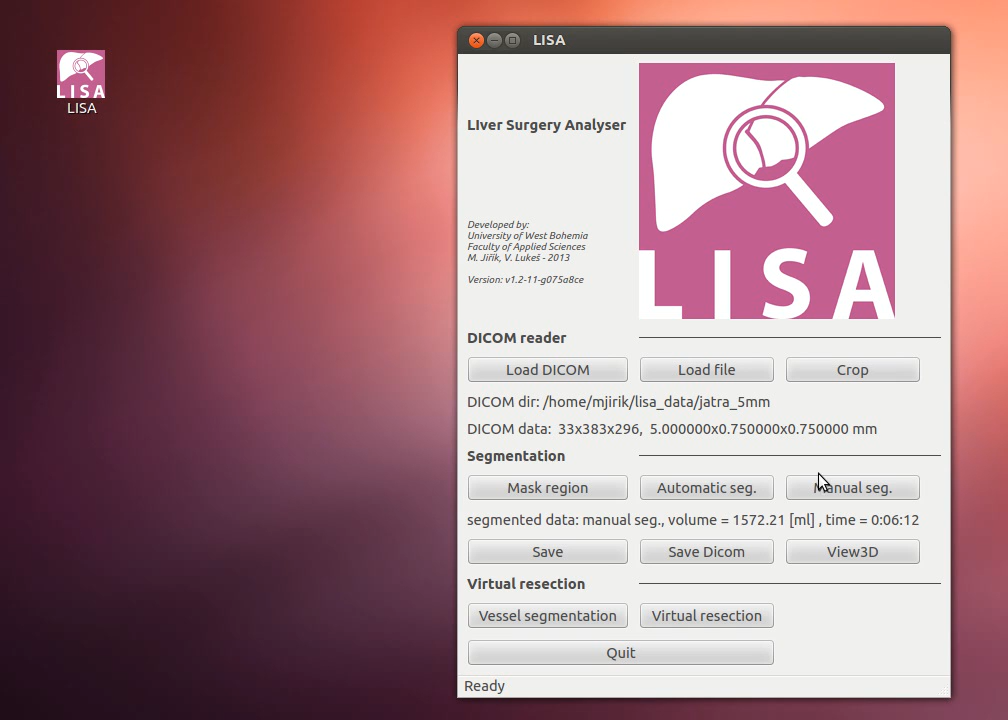 LISA
LISA
LISA
LIver Surgery Analyser
Developed by:
University of West Bohemia
Faculty of Applied Sciences
M. Jiřík, V. Lukeš - 2013
Version: v1.2-11-g075a8ce
LISA
DICOM reader
Load DICOM Load file Crop
DICOM dir: /home/mjirik/lisa_data/jatra_5mm
DICOM data: 33x383x296, 5.000000x0.750000x0.750000 mm
Segmentation
Mask region Automatic seg. Manual seg.
segmented data: manual seg., volume = 1572.21 [ml] , time = 0:06:12
Save Save Dicom View3D
Virtual resection
Vessel segmentation Virtual resection
Quit
Ready